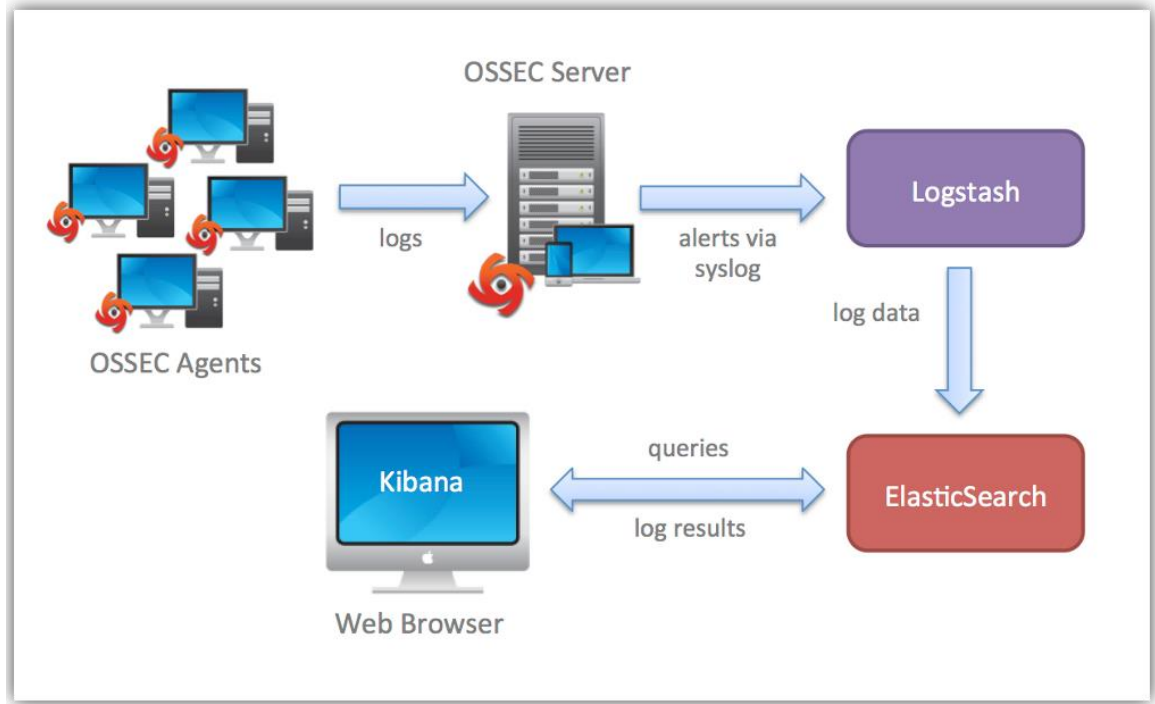 OSSEC Server
logs
alerts via
syslog
Logstash
OSSEC Agents
log data
Kibana
Web Browser
queries
log results
ElasticSearch